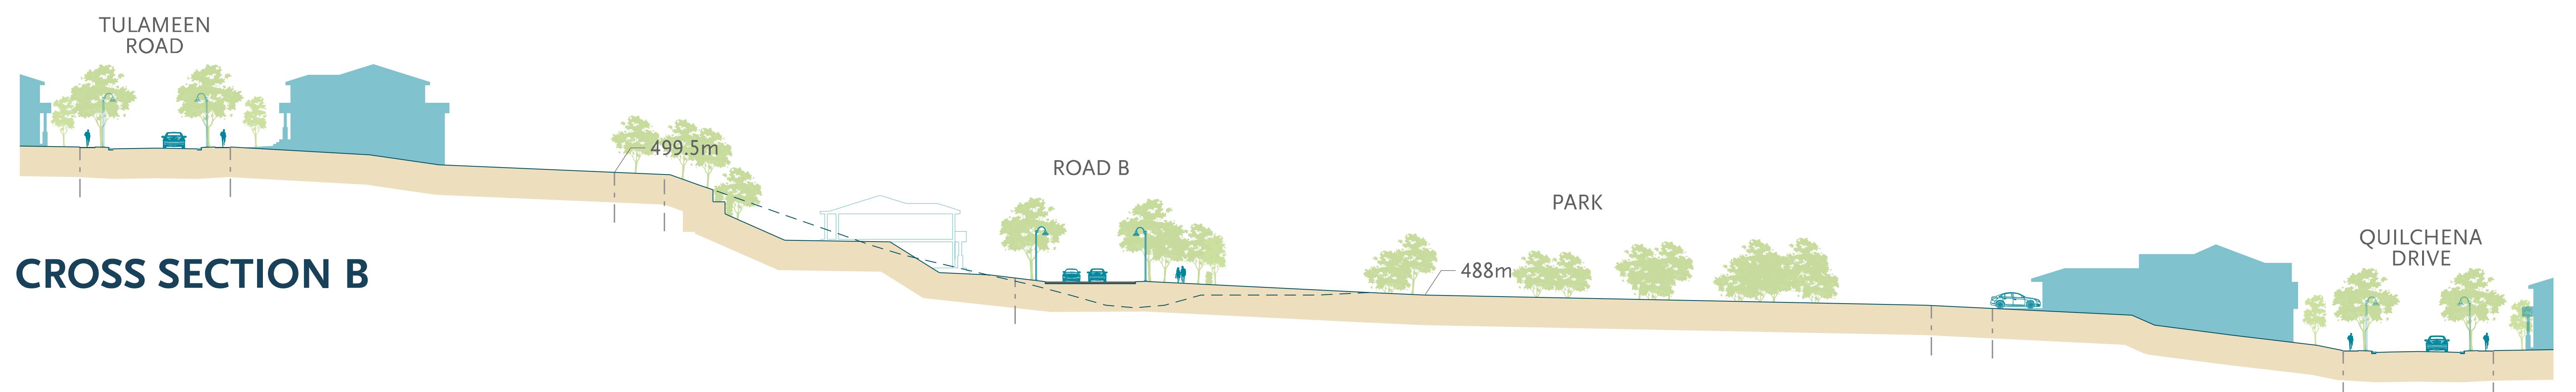 TULAMEEN
ROAD
499.5m
ROAD B
PARK
488m
QUILCHENA
DRIVE
CROSS SECTION B